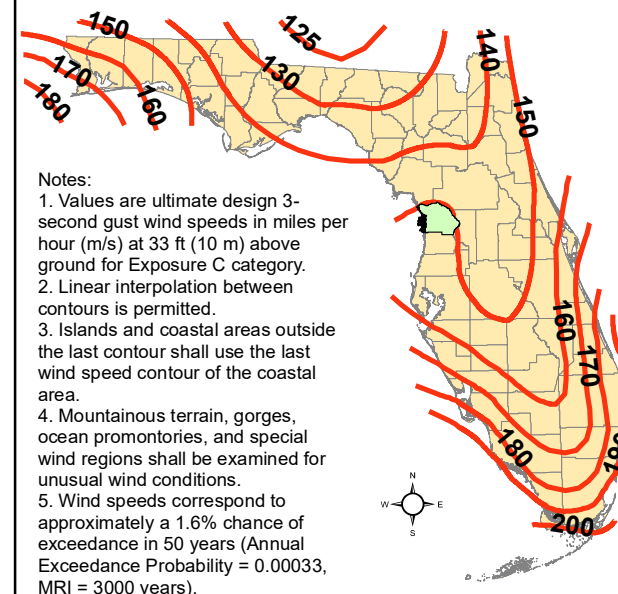 150
125
140
170
130
180
160
150
Notes:
1. Values are ultimate design 3-
second gust wind speeds in miles per
hour (m/s) at 33 ft (10 m) above
ground for Exposure C category.
2. Linear interpolation between
contours is permitted.
3. Islands and coastal areas outside
the last contour shall use the last
wind speed contour of the coastal
area.
4. Mountainous terrain, gorges,
ocean promontories, and special
wind regions shall be examined for
unusual wind conditions.
5. Wind speeds correspond to
approximately a 1.6% chance of
exceedance in 50 years (Annual
Exceedance Probability = 0.00033,
MRI = 3000 years).
160
170
180
N
W E
S
200